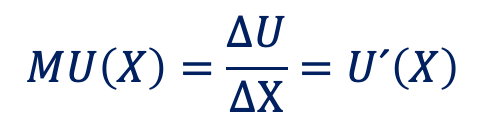 MU(X) = ΔU/ΔX = U′(X)